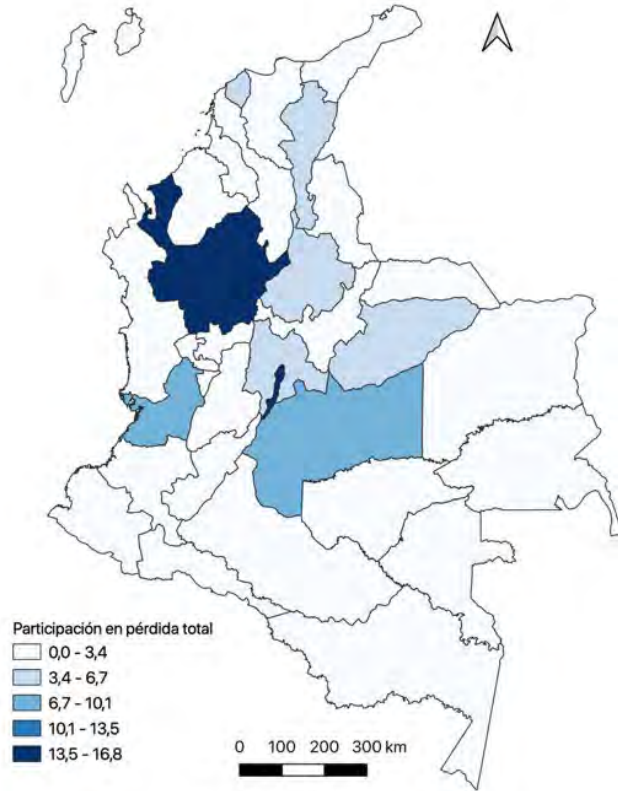 Participación en pérdida total
0,0 - 3,4
3,4 - 6,7
6,7 - 10,1
10,1 - 13,5
13,5 - 16,8
0 100 200 300 km